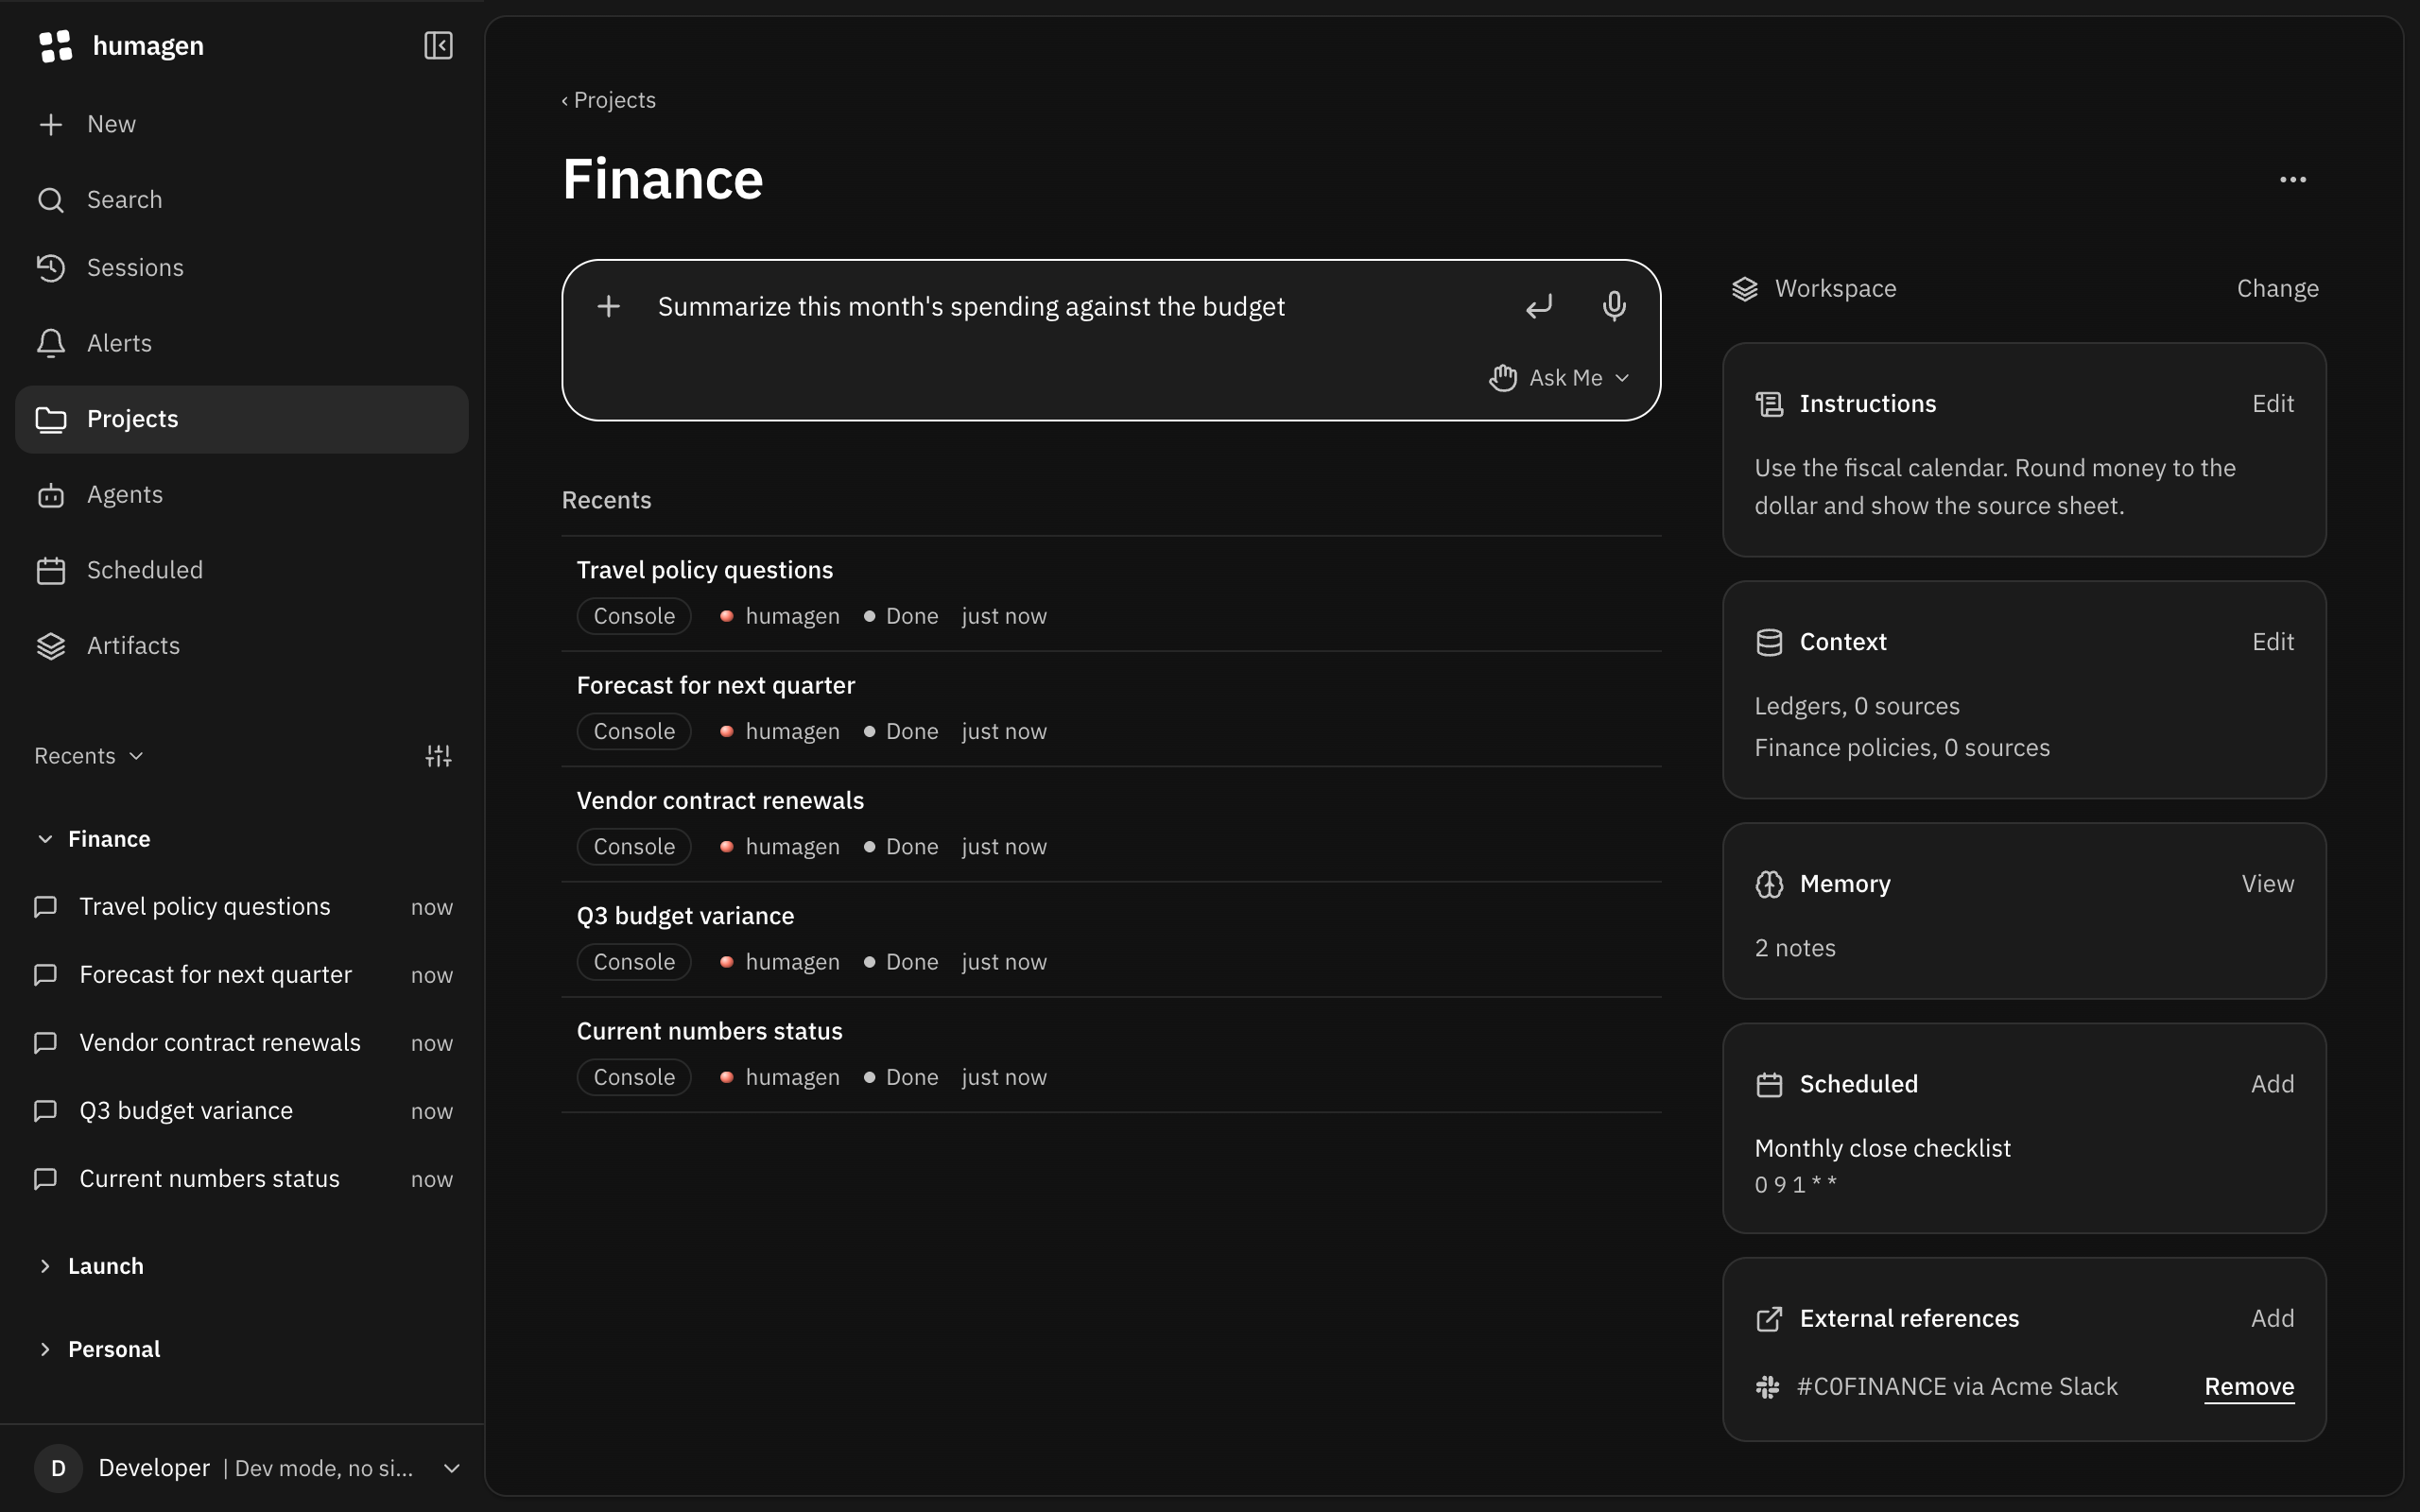 humagen
New
Search
Sessions
Alerts
Projects
Agents
Scheduled
Artifacts
Recents
Finance
Travel policy questions now
Forecast for next quarter now
Vendor contract renewals now
Q3 budget variance now
Current numbers status now
Launch
Personal
D Developer | Dev mode, no si...
‹ Projects
Finance
Summarize this month's spending against the budget
Ask Me
Recents
Travel policy questions
Console humagen Done just now
Forecast for next quarter
Console humagen Done just now
Vendor contract renewals
Console humagen Done just now
Q3 budget variance
Console humagen Done just now
Current numbers status
Console humagen Done just now
Workspace Change
Instructions Edit
Use the fiscal calendar. Round money to the
dollar and show the source sheet.
Context Edit
Ledgers, 0 sources
Finance policies, 0 sources
Memory View
2 notes
Scheduled Add
Monthly close checklist
0 9 1 * *
External references Add
#C0FINANCE via Acme Slack Remove